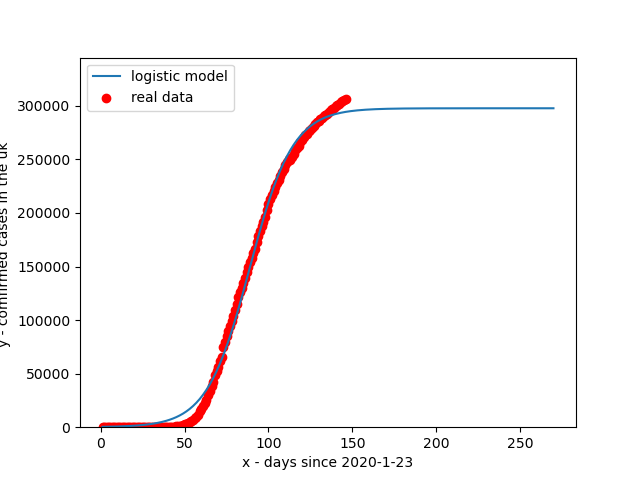 logistic model
real data
300000
250000
200000
150000
100000
50000
0
0 50 100 150 200 250
x - days since 2020-1-23
y - comfirmed cases in the uk